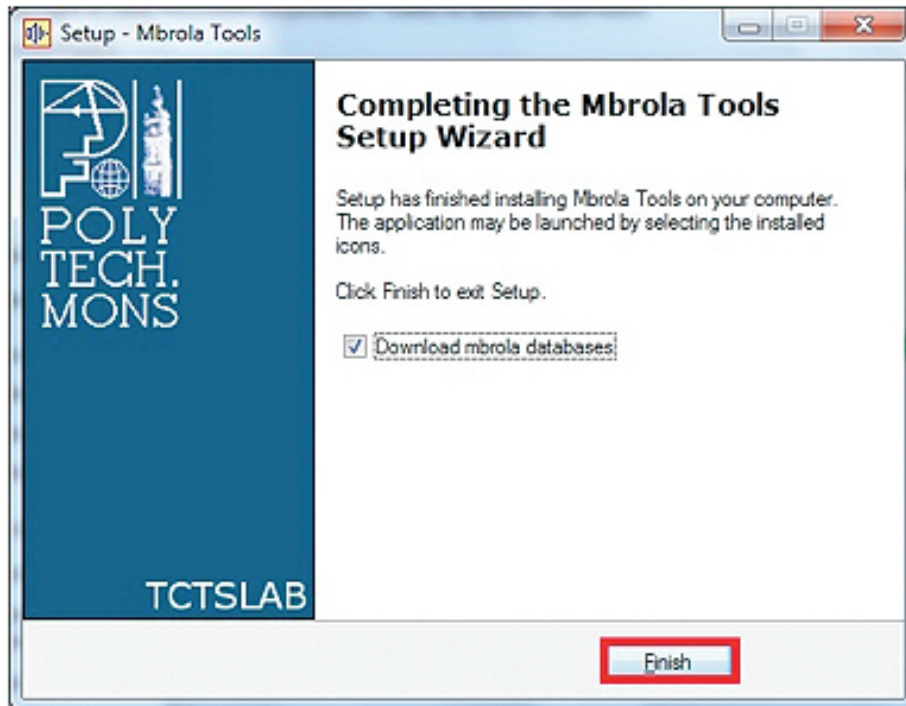 Setup - Mbrola Tools
POLY
TECH.
MONS
TCTSLAB
Completing the Mbrola Tools
Setup Wizard
Setup has finished installing Mbrola Tools on your computer.
The application may be launched by selecting the installed
icons.
Click Finish to exit Setup.
Download mbrola databases
Finish